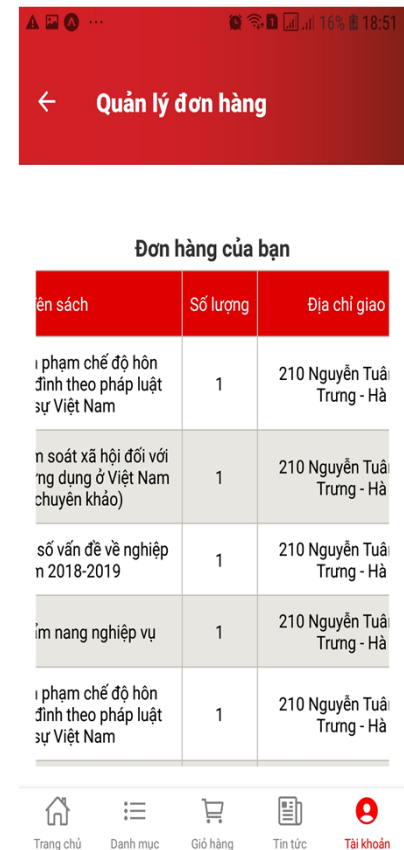 16% 18:51
Quản lý đơn hàng
Đơn hàng của bạn
ên sách Số lượng Địa chỉ giao
phạm chế độ hôn
đình theo pháp luật
sự Việt Nam
1
210 Nguyễn Tuâ
Trưng - Hà
m soát xã hội đối với
ng dụng ở Việt Nam
chuyên khảo)
1
210 Nguyễn Tuâ
Trưng - Hà
số vấn đề về nghiệp
2018-2019
1
210 Nguyễn Tuâ
Trưng - Hà
ẩm nang nghiệp vụ
1
210 Nguyễn Tuâ
Trưng - Hà
phạm chế độ hôn
đình theo pháp luật
sự Việt Nam
1
210 Nguyễn Tuâ
Trưng - Hà
Trang chủ Danh mục Giỏ hàng Tin tức Tài khoản